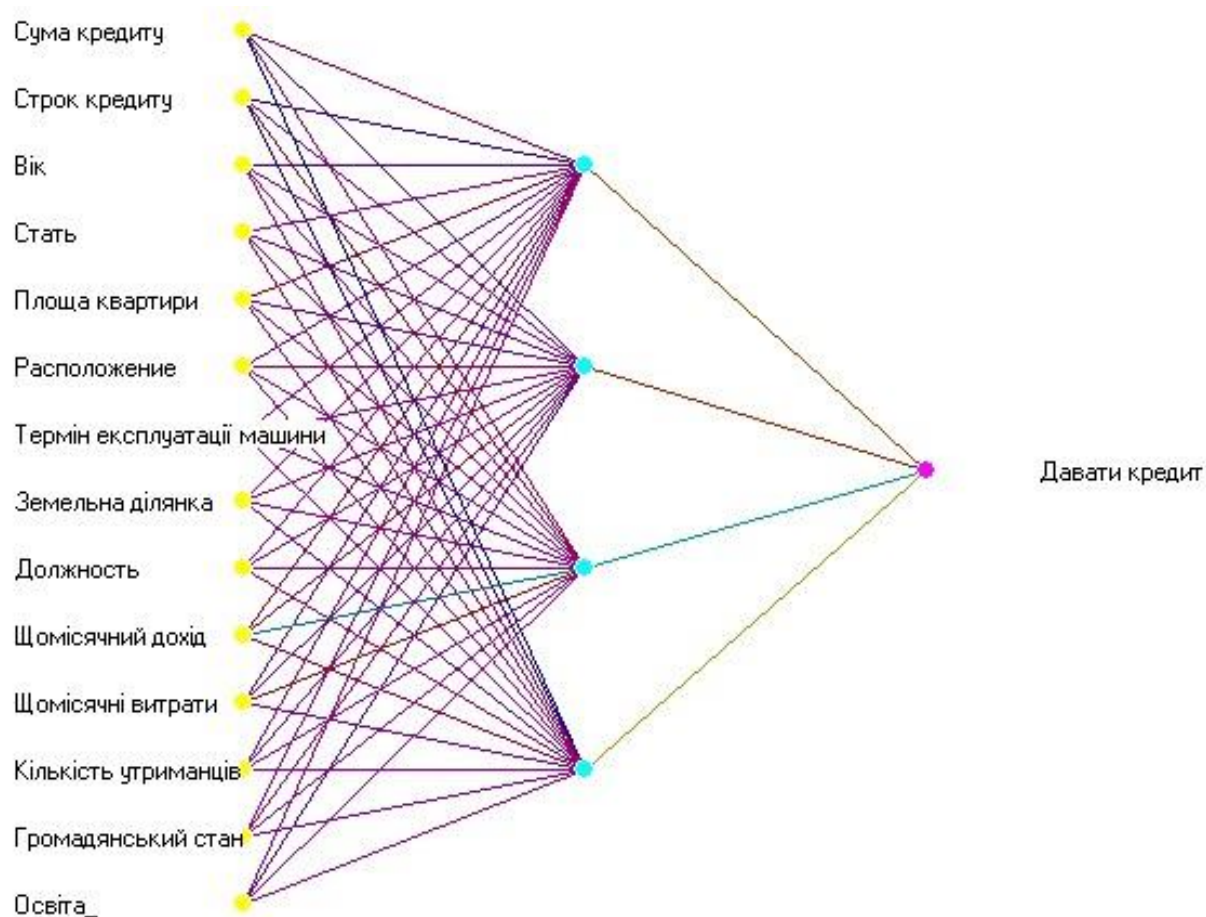 Сума кредиту
Строк кредиту
Вік
Стать
Площа квартири
Расположение
Термін експлуатації машини
Земельна ділянка
Должность
Щомісячний дохід
Щомісячні витрати
Кількість утриманців
Громадянський стан
Освіта_
Давати кредит